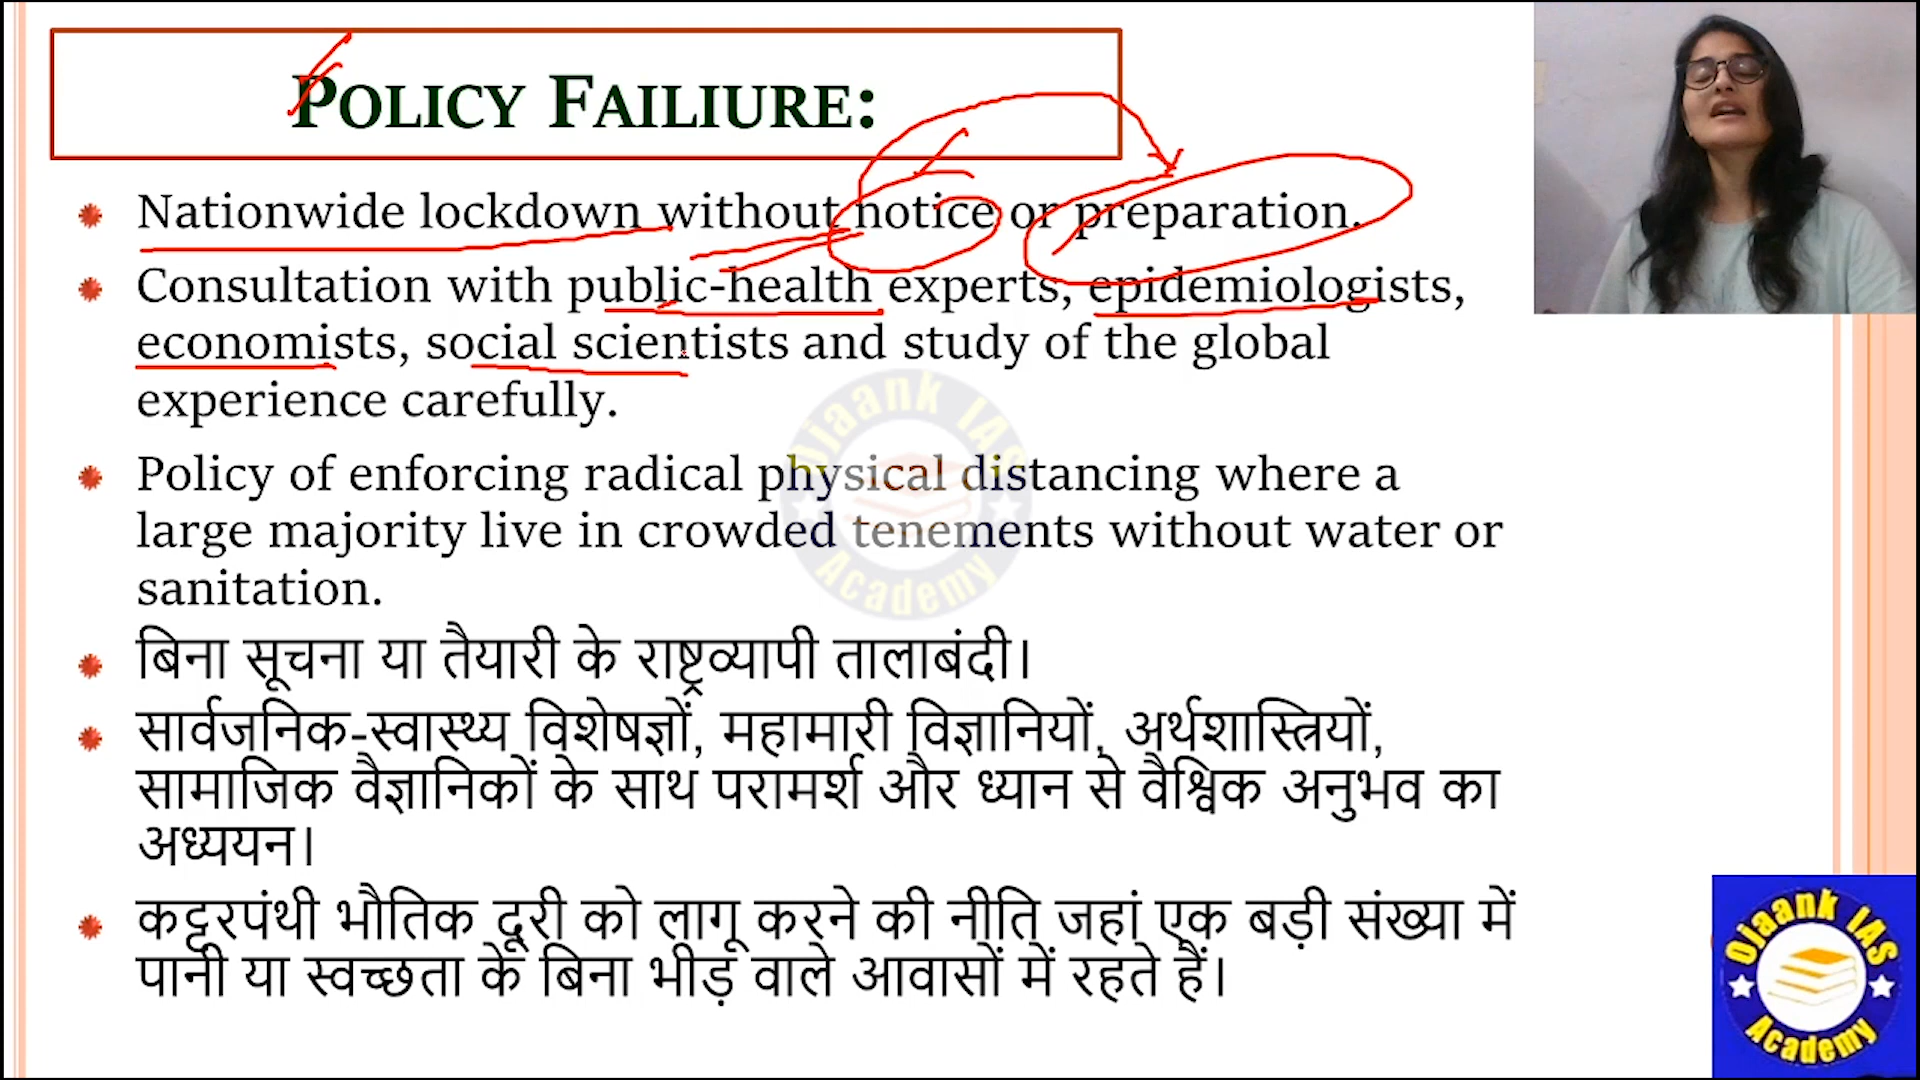 POLICY FAILIURE:
Nationwide lockdown without notice or preparation.
Consultation with public-health experts, epidemiologists,
economists, social scientists and study of the global
experience carefully.
Policy of enforcing radical physical distancing where a
large majority live in crowded tenements without water or
sanitation.
बिना सूचना या तैयारी के राष्ट्रव्यापी तालाबंदी।
सार्वजनिक-स्वास्थ्य विशेषज्ञों, महामारी विज्ञानियों, अर्थशास्त्रियों,
सामाजिक वैज्ञानिकों के साथ परामर्श और ध्यान से वैश्विक अनुभव का
अध्ययन।
कट्टरपंथी भौतिक दूरी को लागू करने की नीति जहां एक बड़ी संख्या में
पानी या स्वच्छता के बिना भीड़ वाले आवासों में रहते हैं।
Ojaank IAS
Academy
Ojaank IAS
Academy